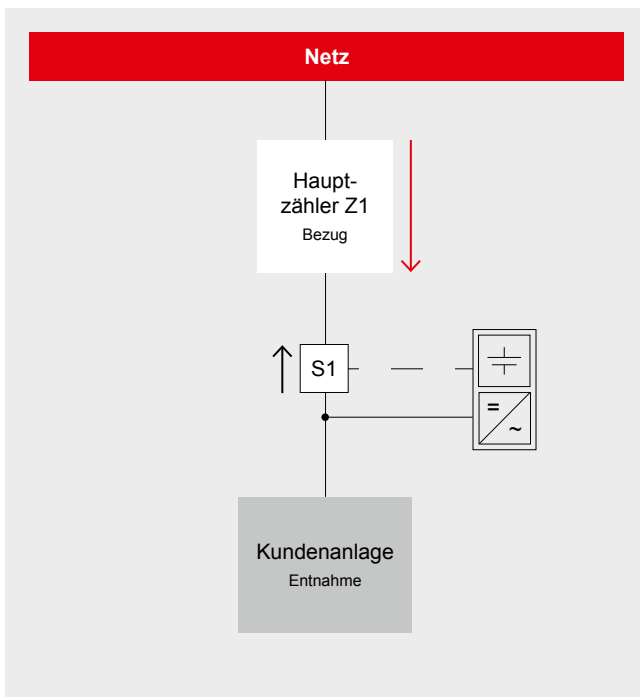 Netz
Haupt-
zähler Z1
Bezug
S1
=
~
Kundenanlage
Entnahme